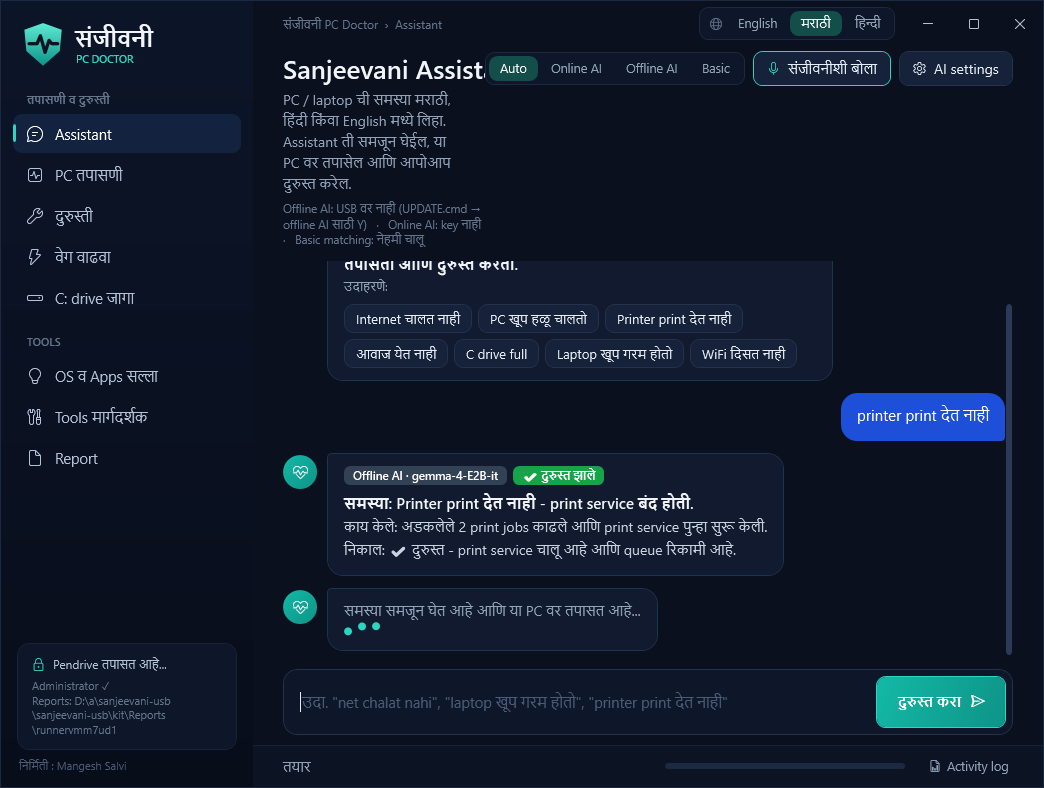 संजीवनी
PC DOCTOR
तपासणी व दुरुस्ती
Assistant
PC तपासणी
दुरुस्ती
वेग वाढवा
C: drive जागा
TOOLS
OS व Apps सल्ला
Tools मार्गदर्शक
Report
Pendrive तपासत आहे...
Administrator ✓
Reports: D:\a\sanjeevani-usb
\sanjeevani-usb\kit\Reports
\runnervmm7ud1
निर्मिती : Mangesh Salvi
संजीवनी PC Doctor › Assistant
English मराठी हिन्दी
Sanjeevani Assist
Auto Online AI Offline AI Basic
संजीवनीशी बोला
AI settings
PC / laptop ची समस्या मराठी,
हिंदी किंवा English मध्ये लिहा.
Assistant ती समजून घेईल, या
PC वर तपासेल आणि आपोआप
दुरुस्त करेल.
Offline AI: USB वर नाही (UPDATE.cmd →
offline AI साठी Y) · Online AI: key नाही
· Basic matching: नेहमी चालू
तपासतो आणि दुरुस्त करतो.
उदाहरणे:
Internet चालत नाही PC खूप हळू चालतो Printer print देत नाही
आवाज येत नाही C drive full Laptop खूप गरम होतो WiFi दिसत नाही
printer print देत नाही
Offline AI · gemma-4-E2B-it ✔ दुरुस्त झाले
समस्या: Printer print देत नाही - print service बंद होती.
काय केले: अडकलेले 2 print jobs काढले आणि print service पुन्हा सुरू केली.
निकाल: ✔ दुरुस्त - print service चालू आहे आणि queue रिकामी आहे.
समस्या समजून घेत आहे आणि या PC वर तपासत आहे...
उदा. "net chalat nahi", "laptop खूप गरम होतो", "printer print देत नाही"
दुरुस्त करा
तयार
Activity log